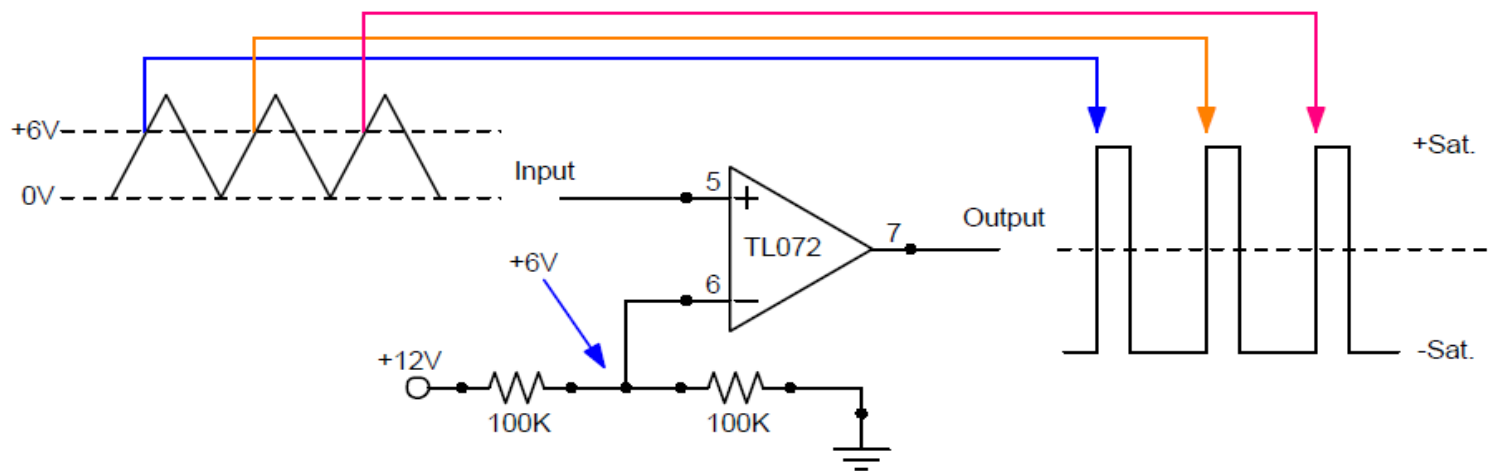 +6V
0V
Input
5
+
TL072
7
Output
+Sat.
-Sat.
+6V
6
+12V
100K
100K